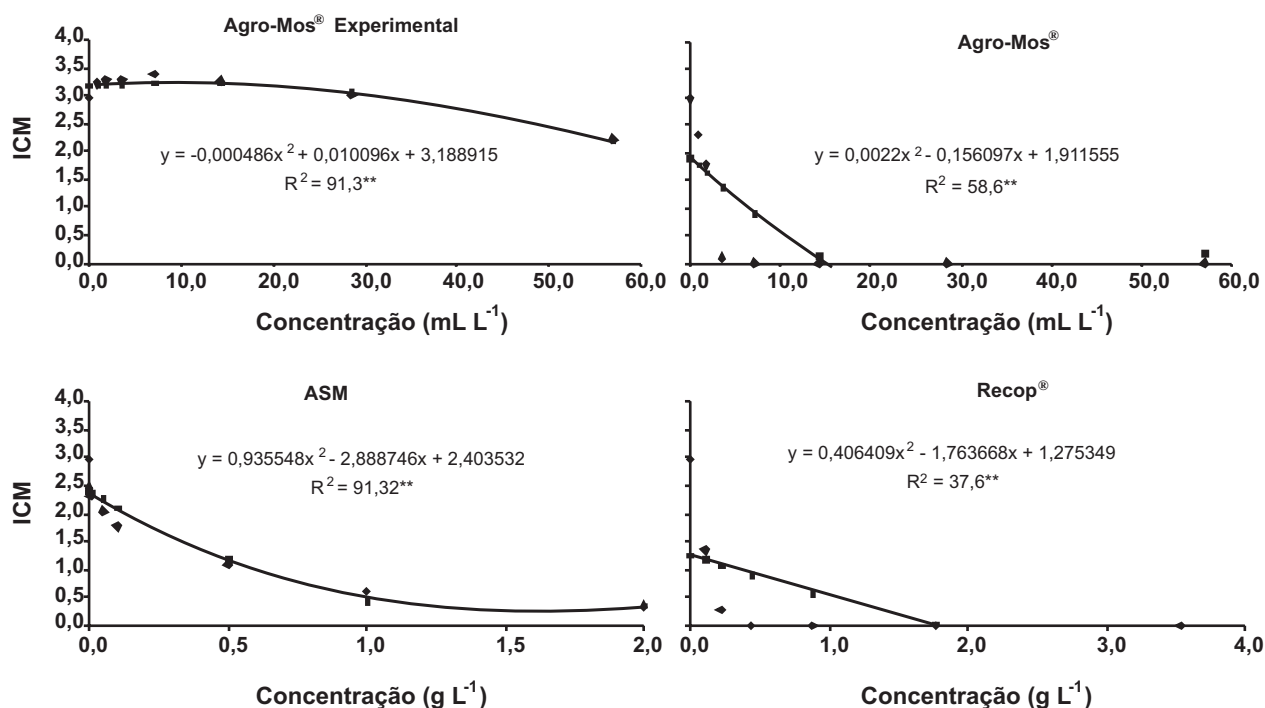 Agro-Mos® Experimental
4,0
3,5
3,0
2,5
2,0
1,5
1,0
0,5
0,0
ICM
y = -0,000486x² + 0,010096x + 3,188915
R² = 91,3**
0,0 10,0 20,0 30,0 40,0 50,0 60,0
Concentração (mL L⁻¹)
Agro-Mos®
y = 0,0022x² - 0,156097x + 1,911555
R² = 58,6**
0,0 10,0 20,0 30,0 40,0 50,0 60,0
Concentração (mL L⁻¹)
ASM
4,0
3,5
3,0
2,5
2,0
1,5
1,0
0,5
0,0
ICM
y = 0,935548x² - 2,888746x + 2,403532
R² = 91,32**
0,0 0,5 1,0 1,5 2,0
Concentração (g L⁻¹)
Recop®
y = 0,406409x² - 1,763668x + 1,275349
R² = 37,6**
0,0 1,0 2,0 3,0 4,0
Concentração (g L⁻¹)